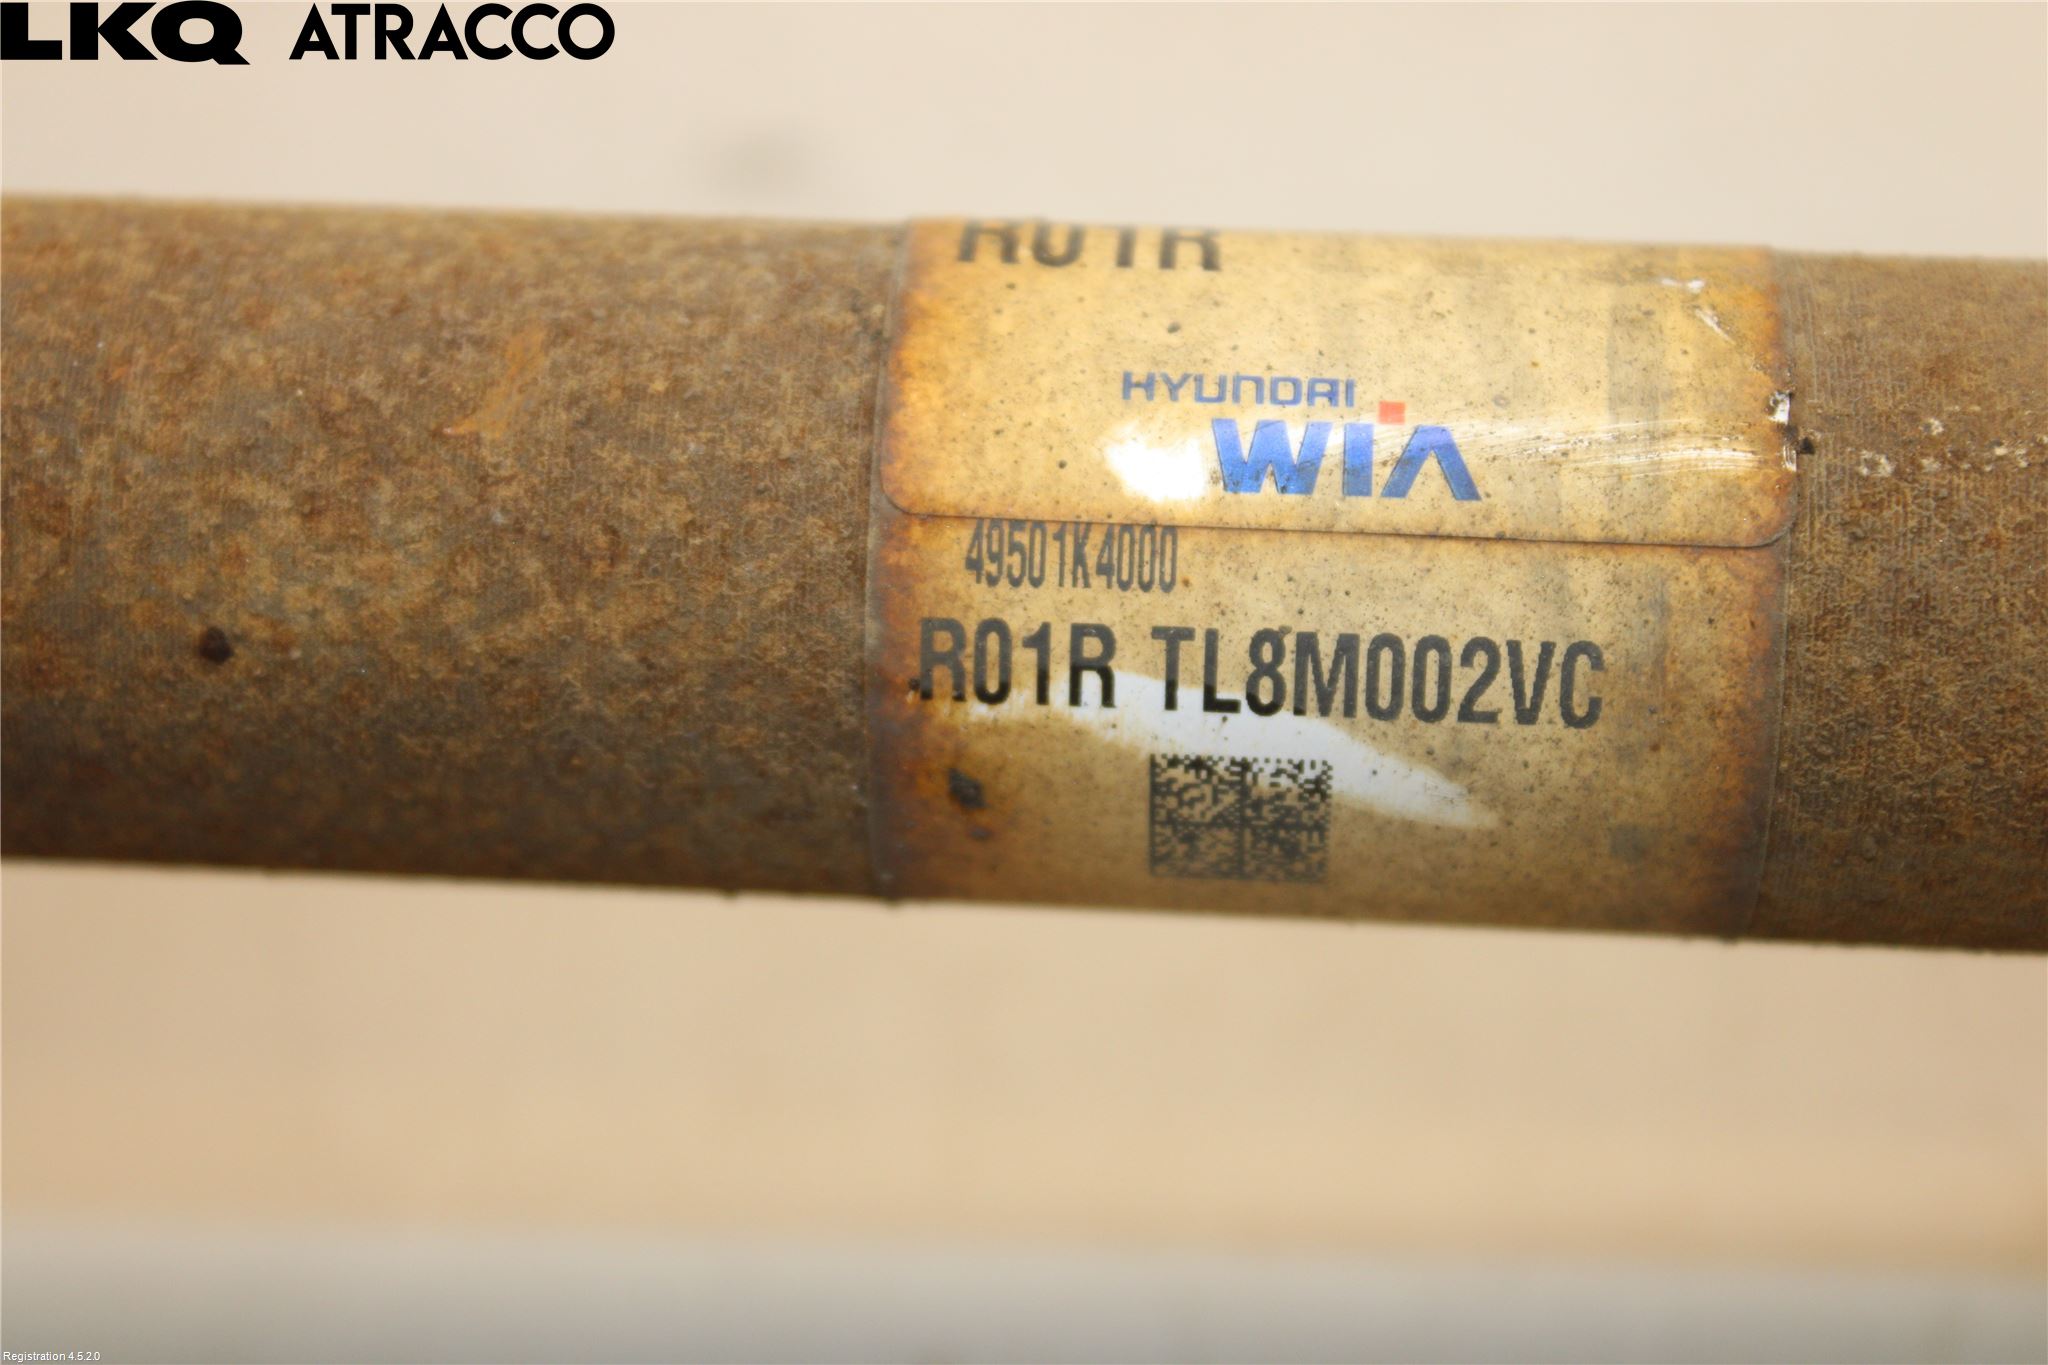 LKQ ATRACCO
R01R
HYUNDAI
WIA
49501K4000
R01R TL8M002VC
Registration 4.5.2.0